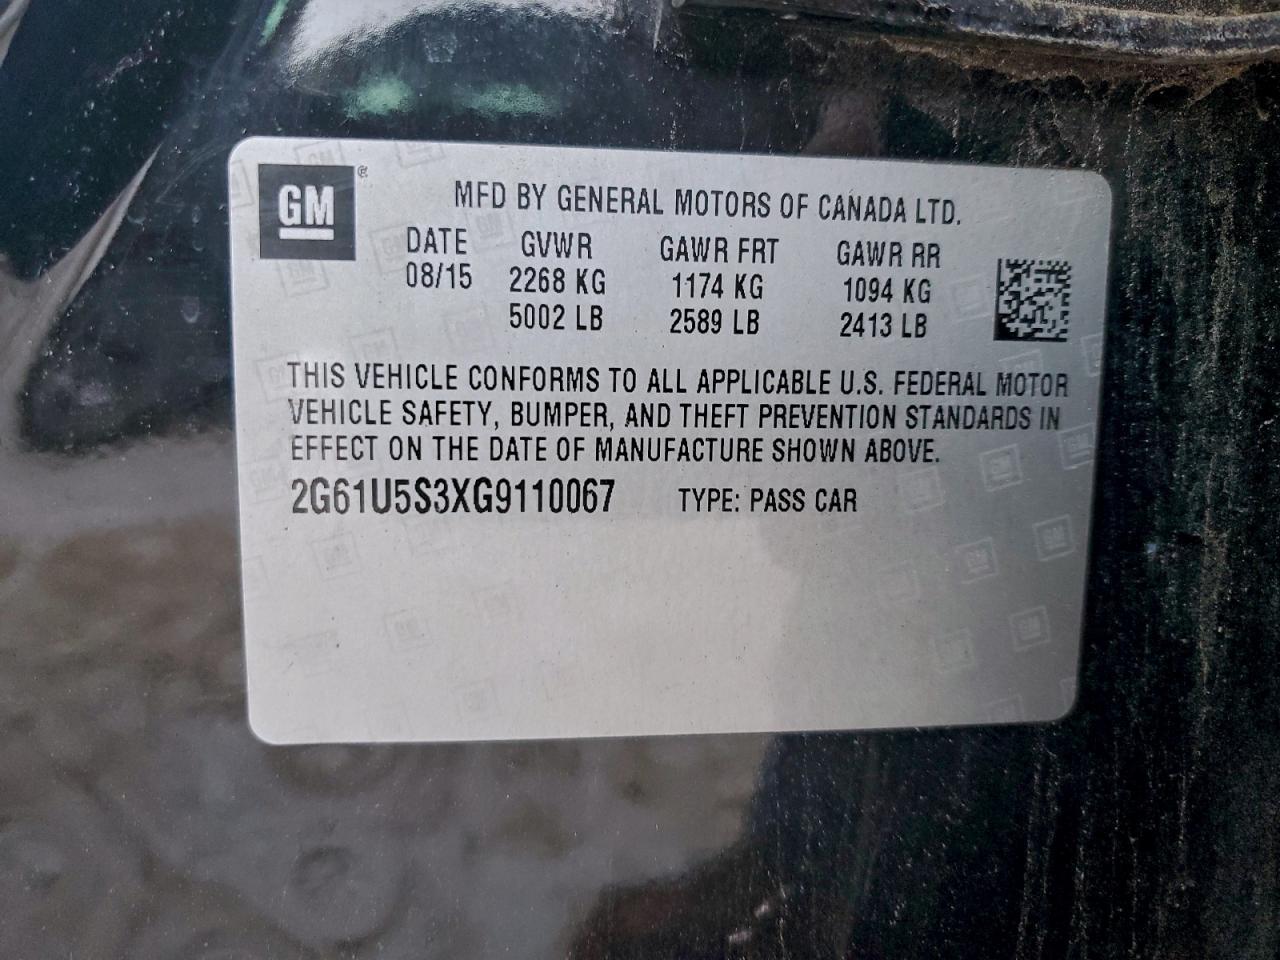 GM®
MFD BY GENERAL MOTORS OF CANADA LTD.
DATE GVWR GAWR FRT GAWR RR
08/15 2268 KG 1174 KG 1094 KG
5002 LB 2589 LB 2413 LB
THIS VEHICLE CONFORMS TO ALL APPLICABLE U.S. FEDERAL MOTOR
VEHICLE SAFETY, BUMPER, AND THEFT PREVENTION STANDARDS IN
EFFECT ON THE DATE OF MANUFACTURE SHOWN ABOVE.
2G61U5S3XG9110067 TYPE: PASS CAR